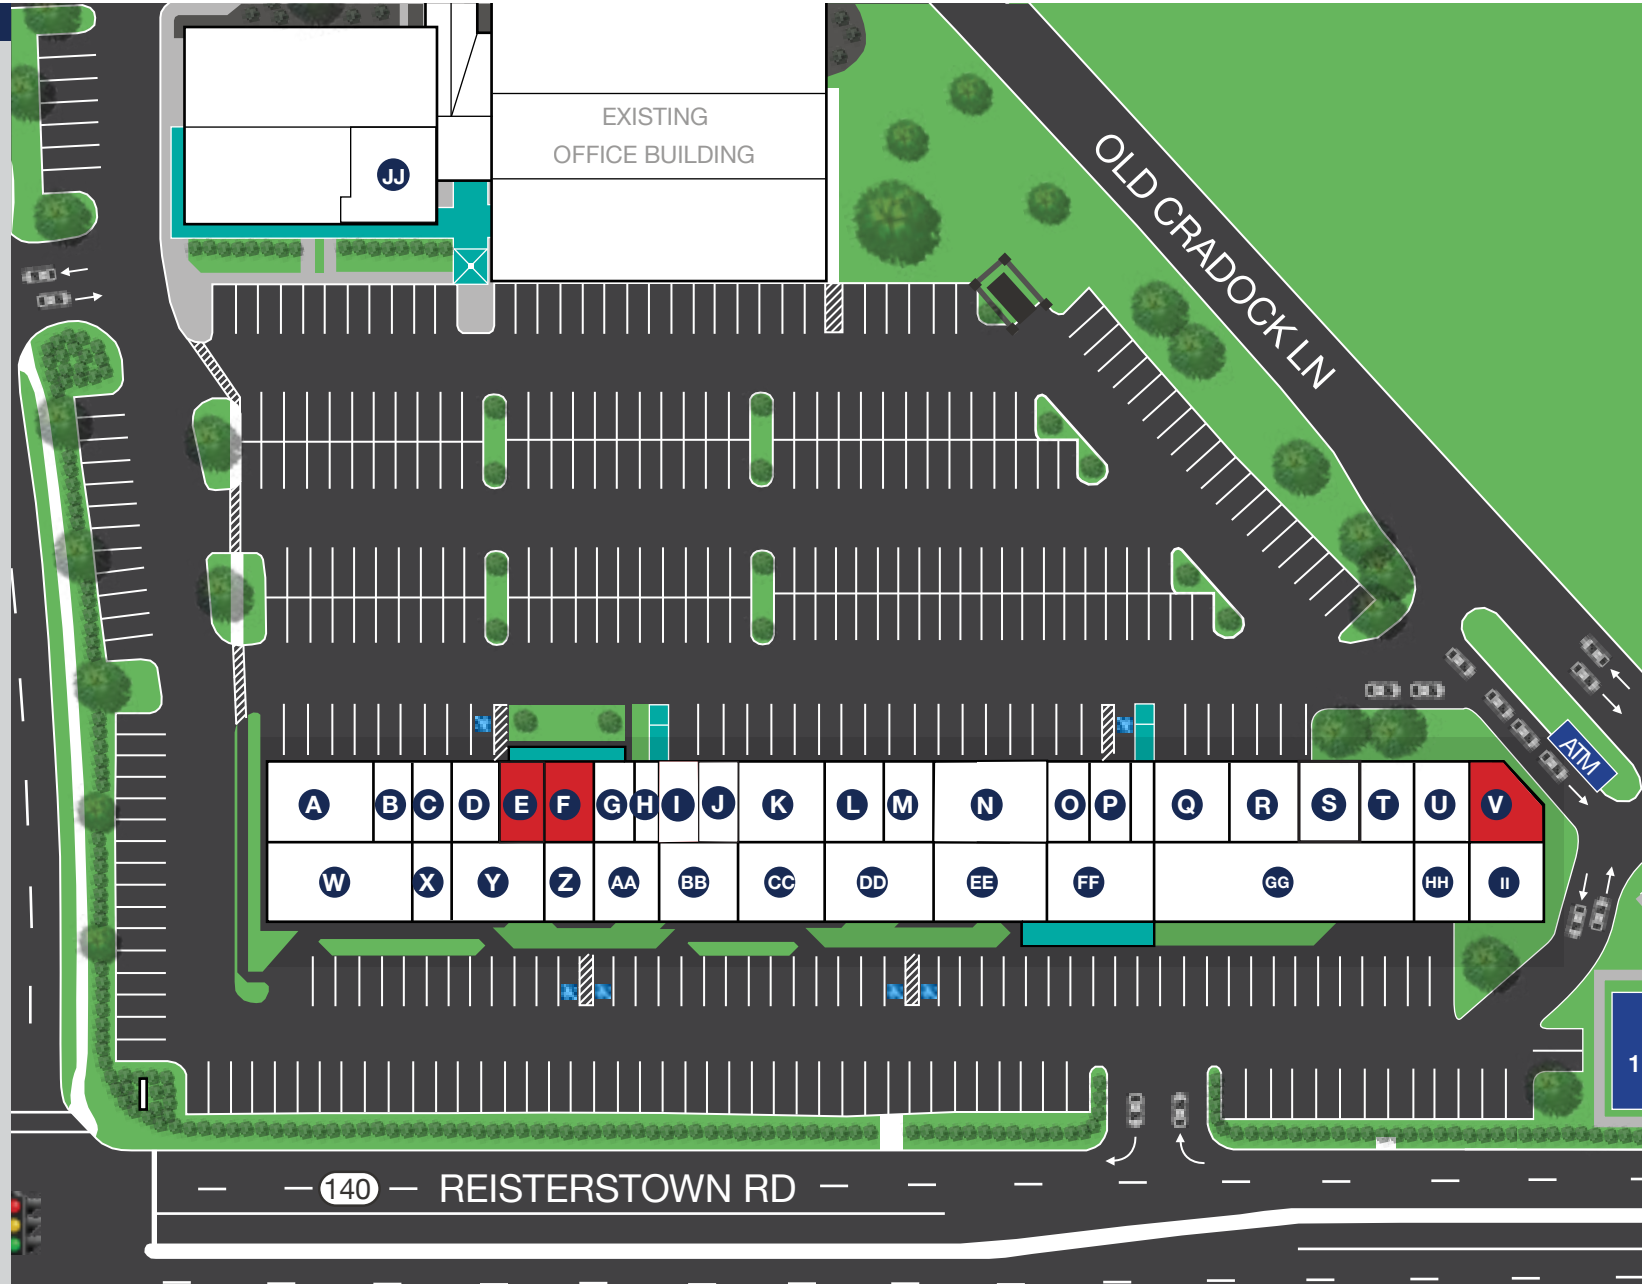 EXISTING
OFFICE BUILDING
JJ
OLD CRADOCK LN
ATM
A B C D E F G H I J K L M N O P Q R S T U V
W X Y Z AA BB CC DD EE FF GG HH II
1
140 REISTERSTOWN RD